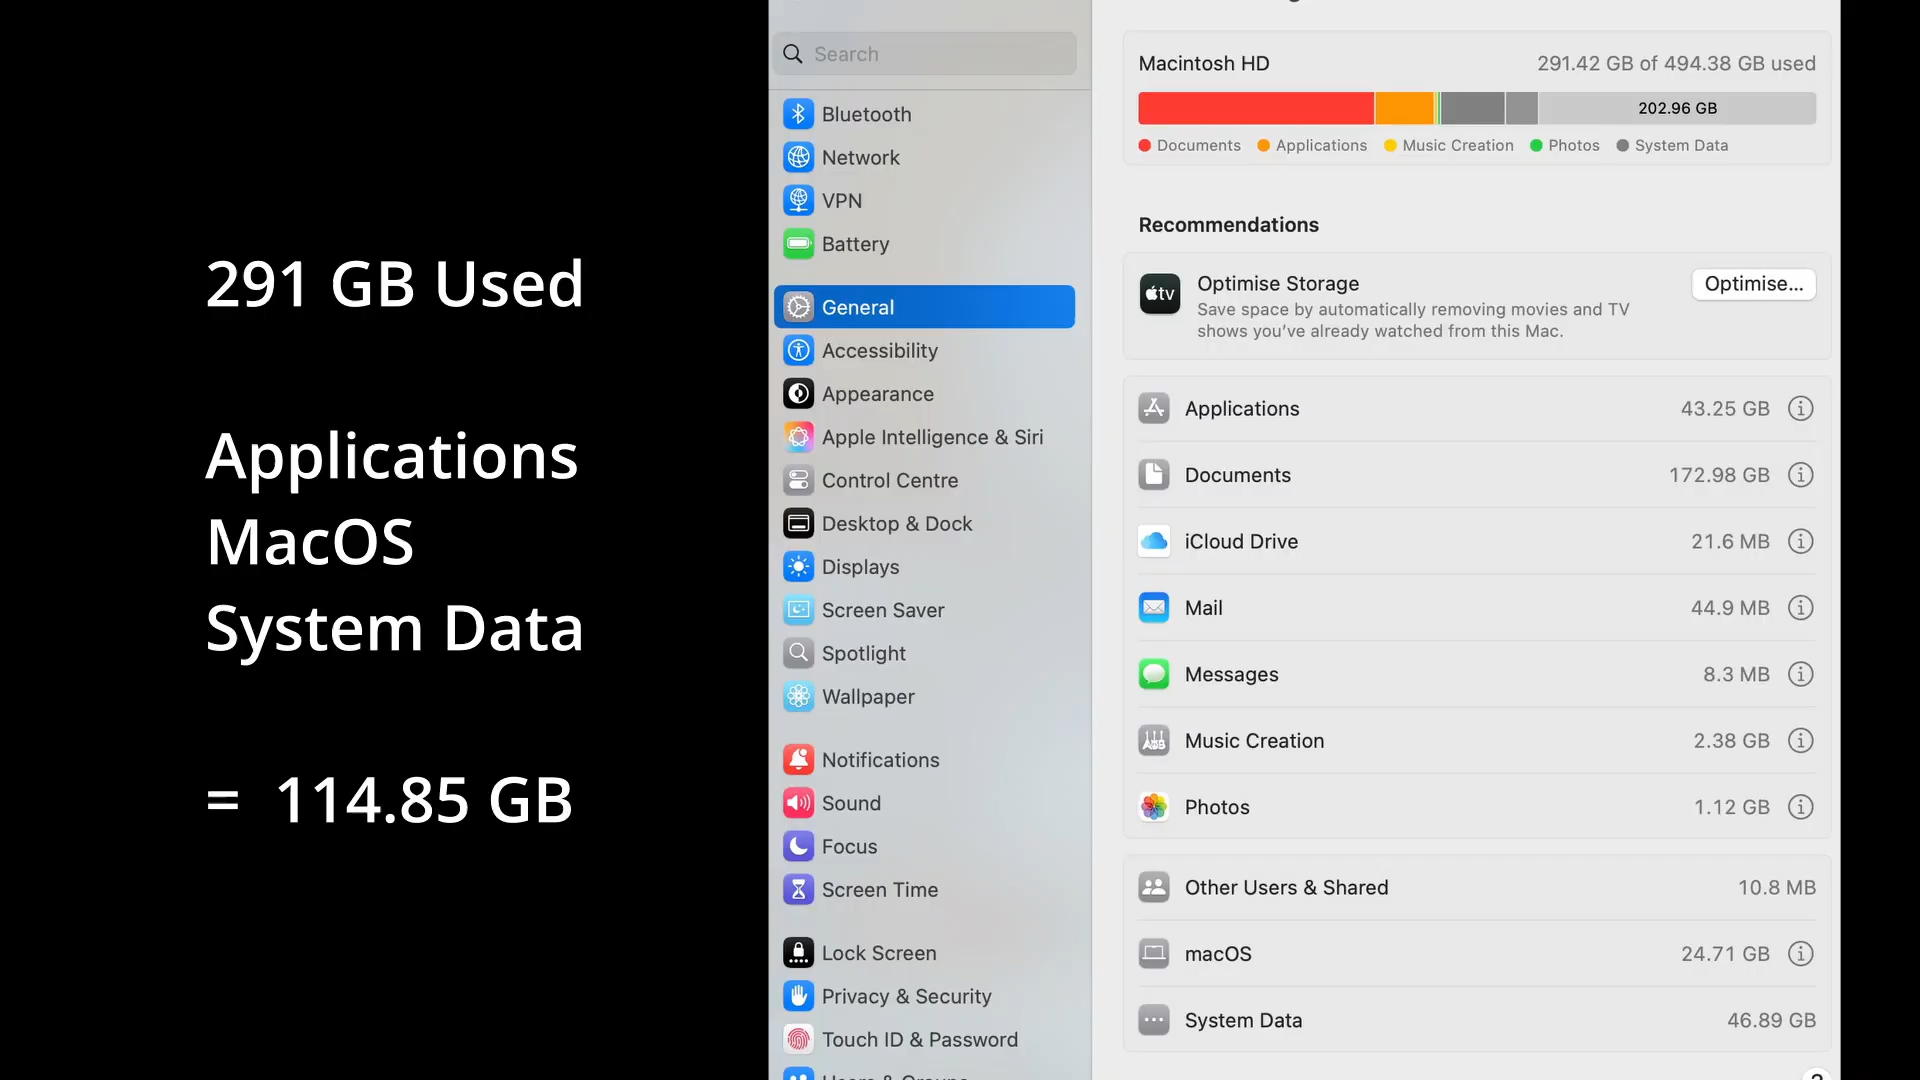 291 GB Used
Applications
MacOS
System Data
= 114.85 GB
Search
Bluetooth
Network
VPN
Battery
General
Accessibility
Appearance
Apple Intelligence & Siri
Control Centre
Desktop & Dock
Displays
Screen Saver
Spotlight
Wallpaper
Notifications
Sound
Focus
Screen Time
Lock Screen
Privacy & Security
Touch ID & Password
Macintosh HD 291.42 GB of 494.38 GB used
202.96 GB
Documents Applications Music Creation Photos System Data
Recommendations
tv
Optimise Storage
Optimise...
Save space by automatically removing movies and TV
shows you've already watched from this Mac.
Applications 43.25 GB
Documents 172.98 GB
iCloud Drive 21.6 MB
Mail 44.9 MB
Messages 8.3 MB
Music Creation 2.38 GB
Photos 1.12 GB
Other Users & Shared 10.8 MB
macOS 24.71 GB
System Data 46.89 GB